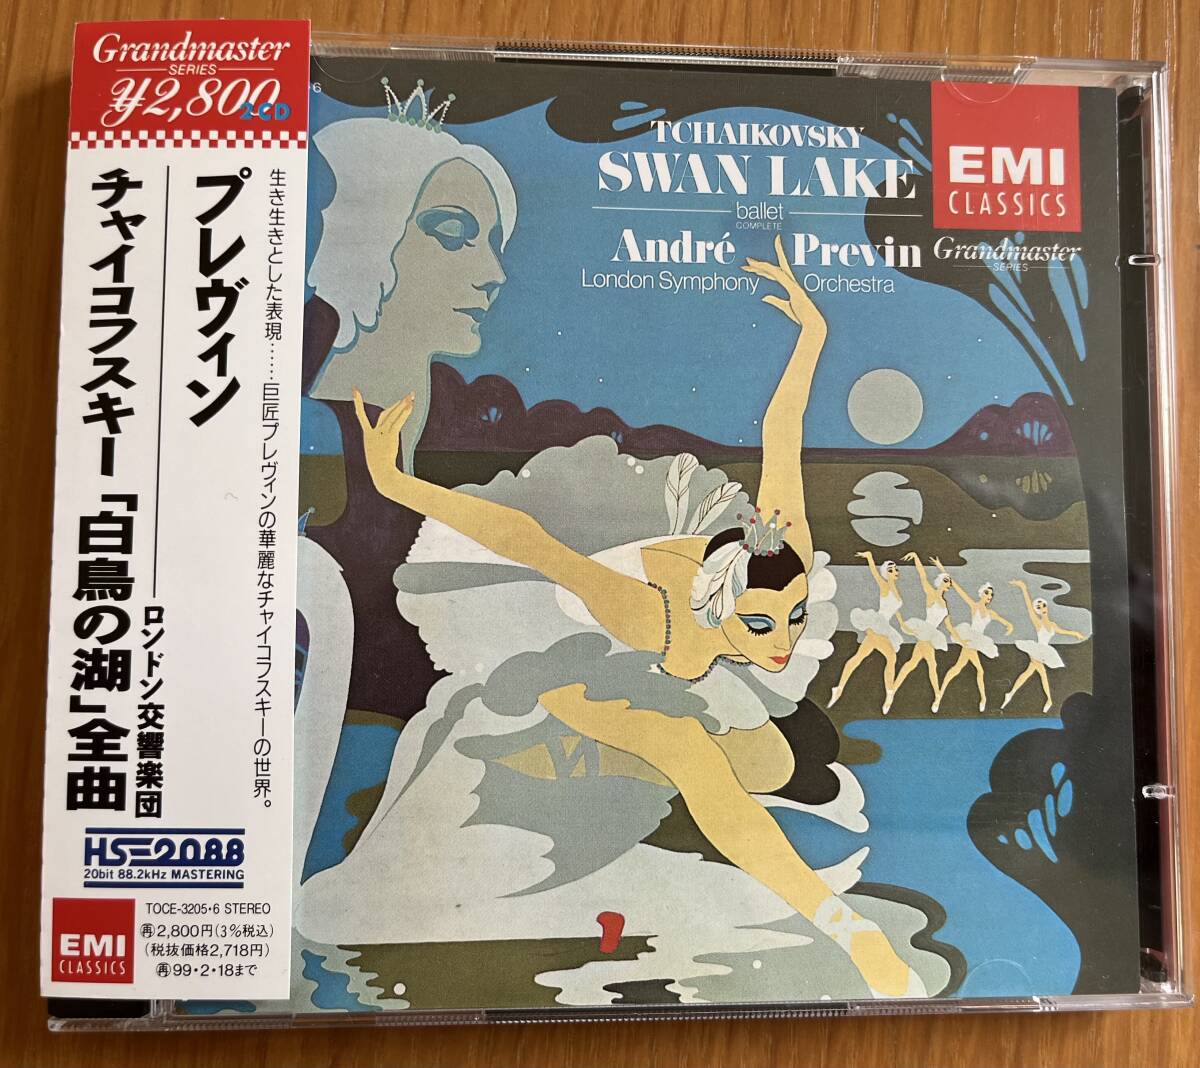 Grandmaster
SERIES
¥2,800
2CD
生き生きとした表現……巨匠プレヴィンの華麗なチャイコフスキーの世界。
プレヴィン
ロンドン交響楽団
チャイコフスキー「白鳥の湖」全曲
HS2088
20bit 88.2kHz MASTERING
EMI
CLASSICS
TOCE-3205・6 STEREO
再2,800円(3%税込)
(税抜価格2,718円)
再99・2・18まで
6
TCHAIKOVSKY
SWAN LAKE
ballet
COMPLETE
André Previn
London Symphony Orchestra
EMI
CLASSICS
Grandmaster
SERIES